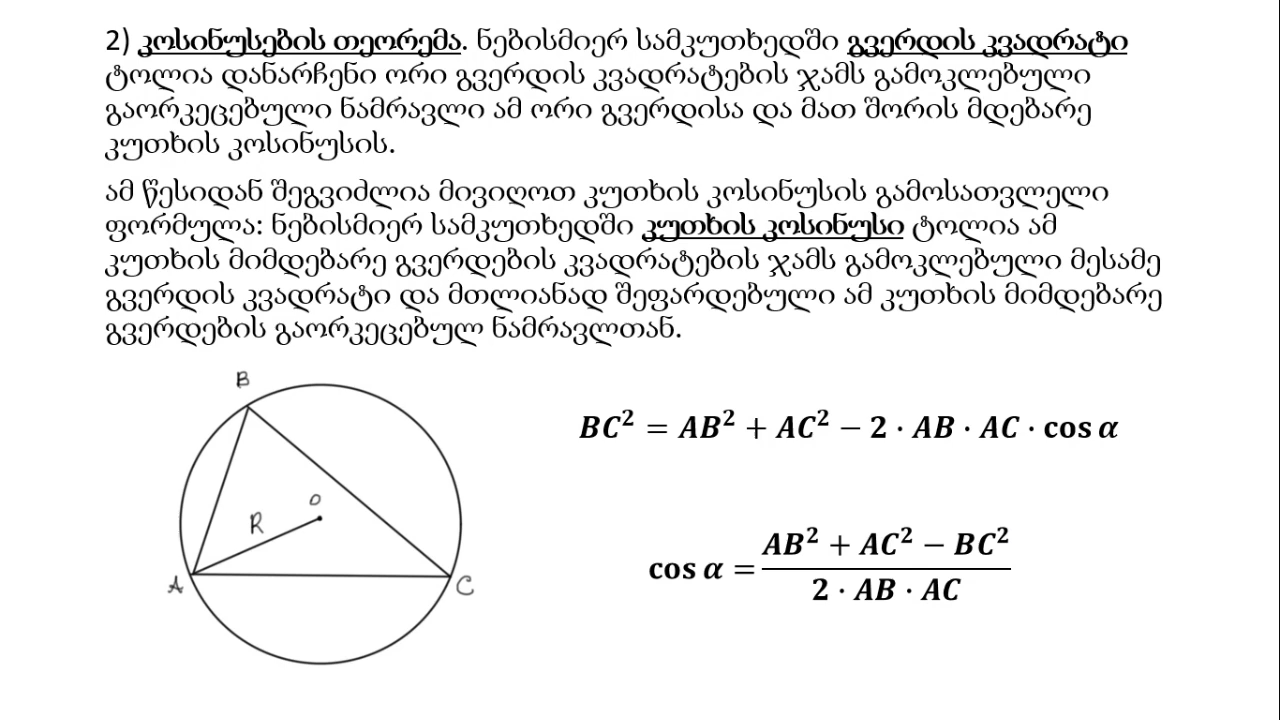 2) კოსინუსების თეორემა. ნებისმიერ სამკუთხედში გვერდის კვადრატი
ტოლია დანარჩენი ორი გვერდის კვადრატების ჯამს გამოკლებული
გაორკეცებული ნამრავლი ამ ორი გვერდისა და მათ შორის მდებარე
კუთხის კოსინუსის.
ამ წესიდან შეგვიძლია მივიღოთ კუთხის კოსინუსის გამოსათვლელი
ფორმულა: ნებისმიერ სამკუთხედში კუთხის კოსინუსი ტოლია ამ
კუთხის მიმდებარე გვერდების კვადრატების ჯამს გამოკლებული მესამე
გვერდის კვადრატი და მთლიანად შეფარდებული ამ კუთხის მიმდებარე
გვერდების გაორკეცებულ ნამრავლთან.
B
BC² = AB² + AC² − 2 · AB · AC · cos α
O
R
A
C
AB² + AC² − BC²
cos α =
2 · AB · AC